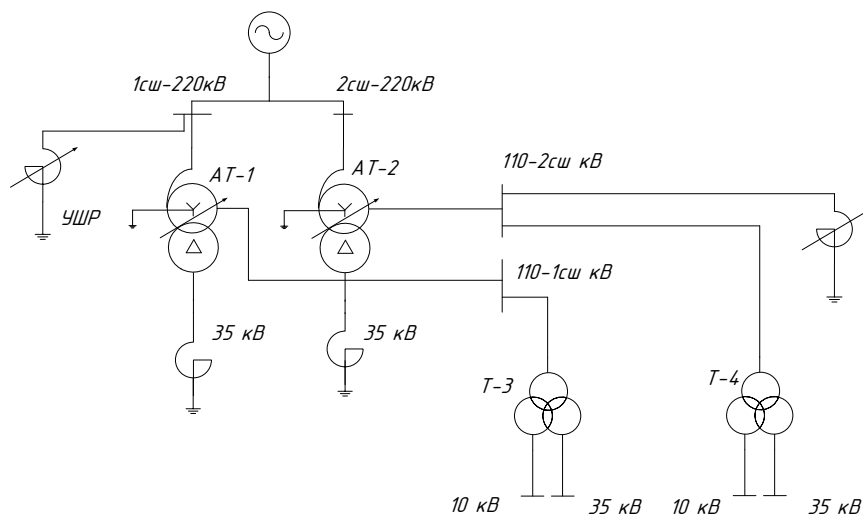 1сш-220кВ
2сш-220кВ
АТ-1
АТ-2
110-2сш кВ
УШР
110-1сш кВ
35 кВ
35 кВ
Т-3
Т-4
10 кВ
35 кВ
10 кВ
35 кВ